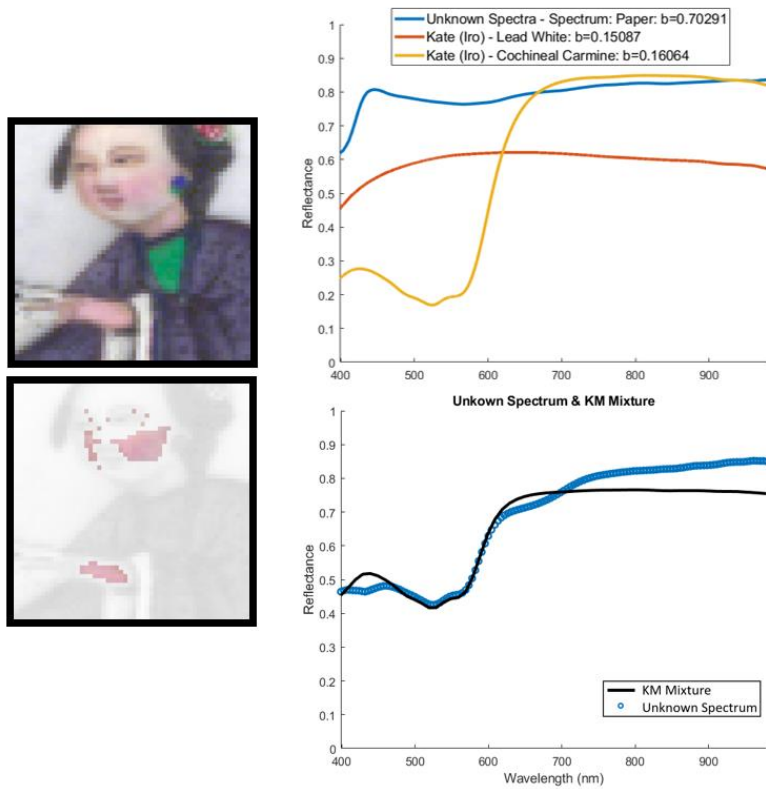 Unknown Spectra - Spectrum: Paper: b=0.70291
Kate (Iro) - Lead White: b=0.15087
Kate (Iro) - Cochineal Carmine: b=0.16064
1
0.9
0.8
0.7
0.6
0.5
0.4
0.3
0.2
0.1
0
Reflectance
400 500 600 700 800 900
Unkown Spectrum & KM Mixture
1
0.9
0.8
0.7
0.6
0.5
0.4
0.3
0.2
0.1
0
Reflectance
KM Mixture
Unknown Spectrum
400 500 600 700 800 900
Wavelength (nm)